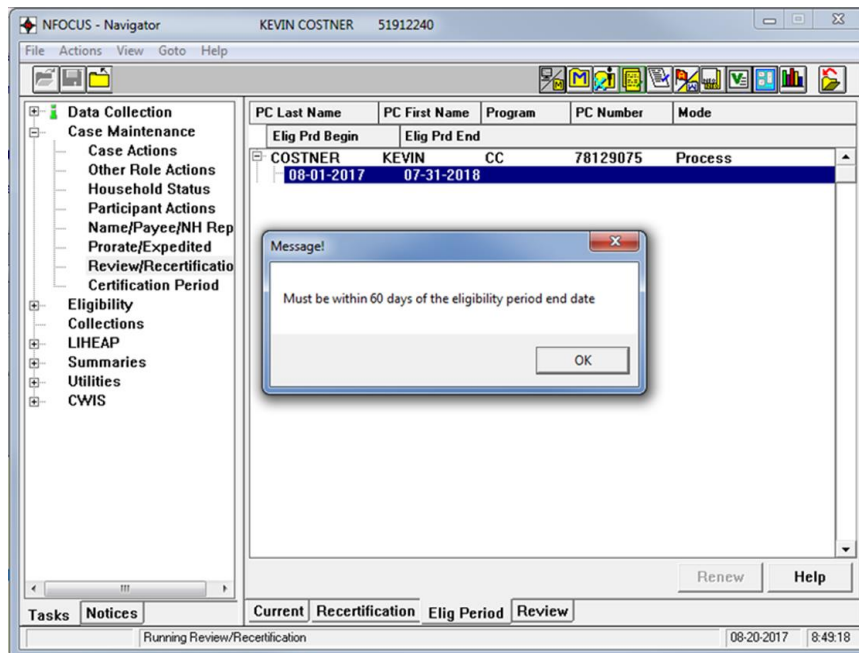 NFOCUS - Navigator KEVIN COSTNER 51912240
File Actions View Goto Help
Data Collection
Case Maintenance
Case Actions
Other Role Actions
Household Status
Participant Actions
Name/Payee/NH Rep
Prorate/Expedited
Review/Recertificatio
Certification Period
Eligibility
Collections
LIHEAP
Summaries
Utilities
CWIS
Tasks Notices
PC Last Name PC First Name Program PC Number Mode
Elig Prd Begin Elig Prd End
COSTNER KEVIN CC 78129075 Process
08-01-2017 07-31-2018
Message!
Must be within 60 days of the eligibility period end date
OK
Renew Help
Current Recertification Elig Period Review
Running Review/Recertification 08-20-2017 8:49:18